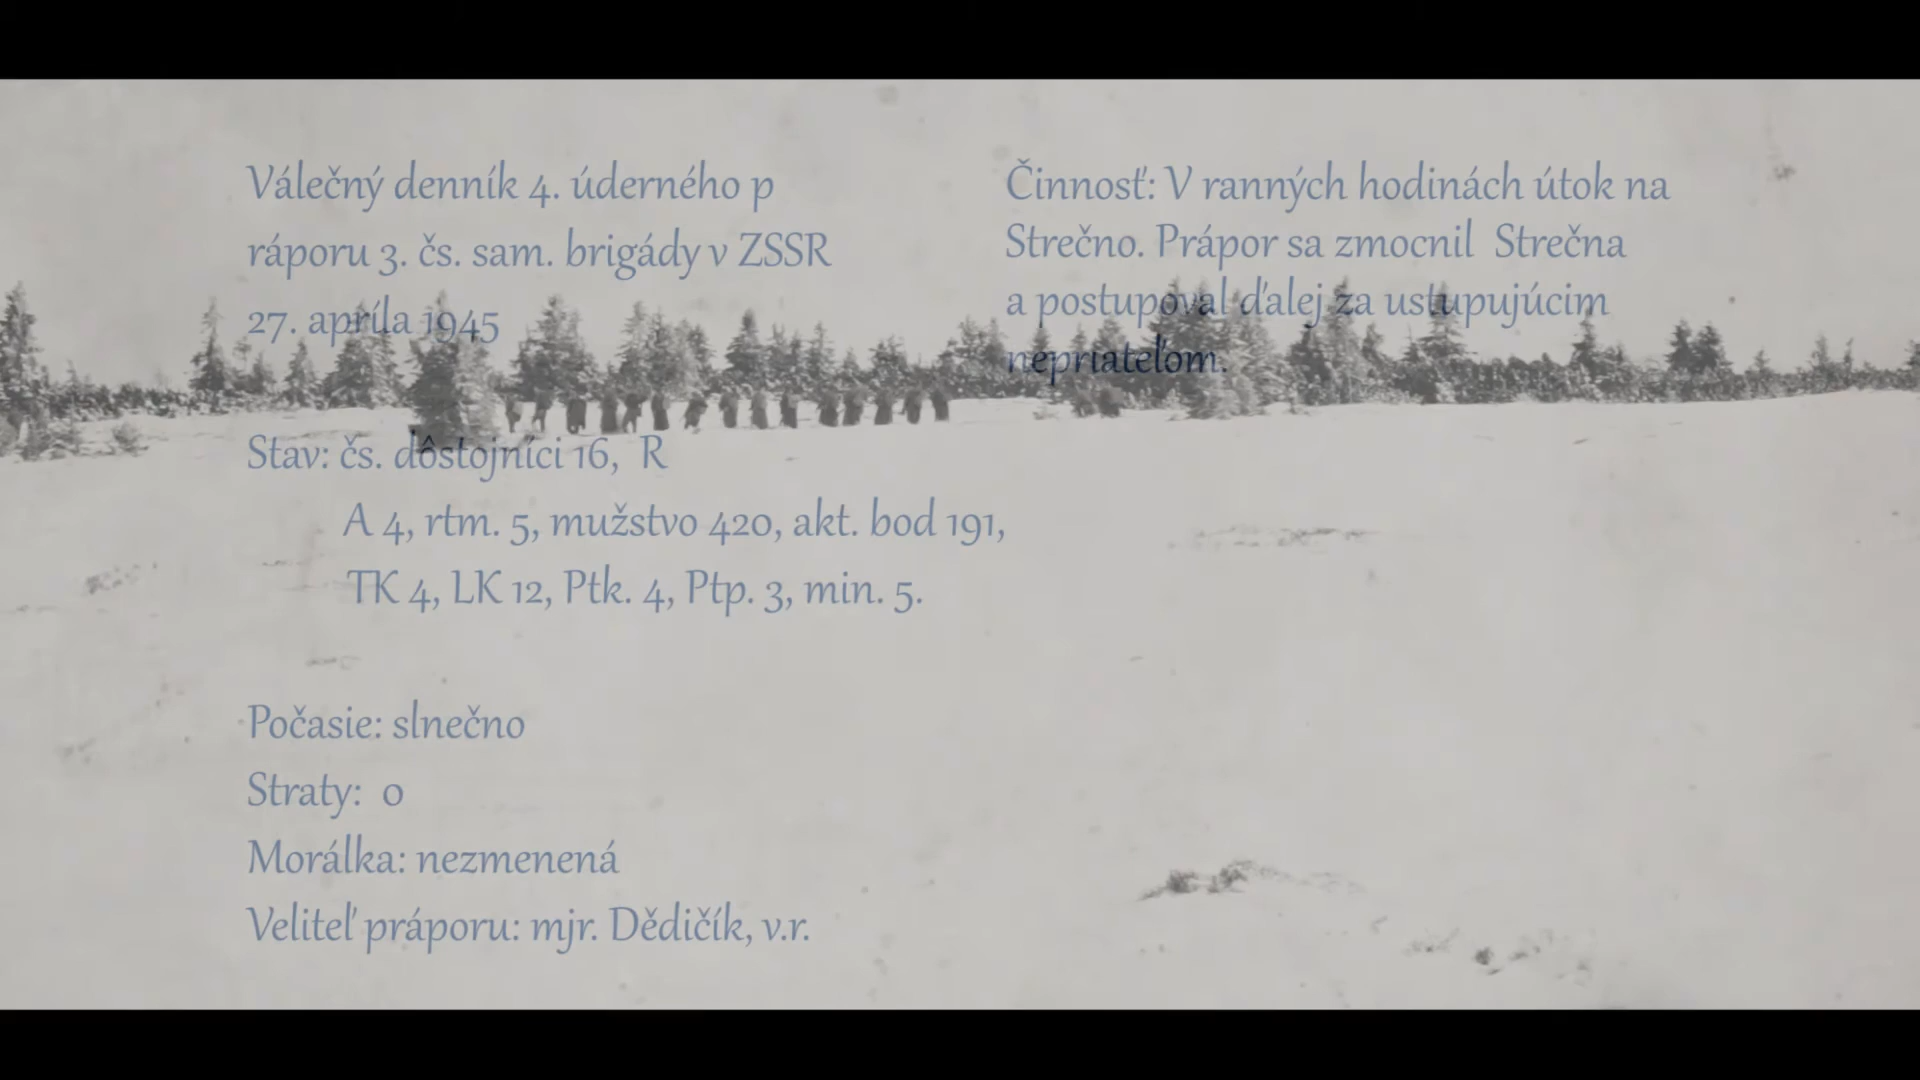 Válečný denník 4. úderného p
ráporu 3. čs. sam. brigády v ZSSR
27. apríla 1945
Stav: čs. dôstojníci 16, R
A 4, rtm. 5, mužstvo 420, akt. bod 191,
TK 4, LK 12, Ptk. 4, Ptp. 3, min. 5.
Počasie: slnečno
Straty: 0
Morálka: nezmenená
Veliteľ práporu: mjr. Dědičík, v.r.
Činnosť: V ranných hodinách útok na
Strečno. Prápor sa zmocnil Strečna
a postupoval ďalej za ustupujúcim
nepriateľom.